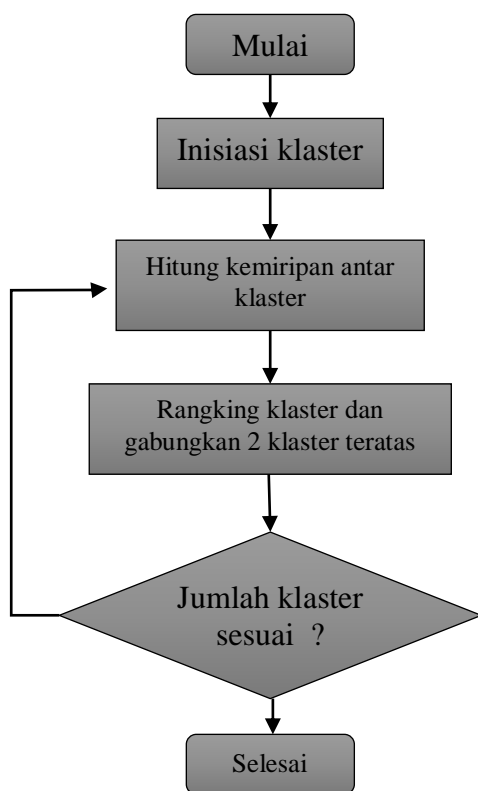 Mulai
Inisiasi klaster
Hitung kemiripan antar
klaster
Rangking klaster dan
gabungkan 2 klaster teratas
Jumlah klaster
sesuai ?
Selesai